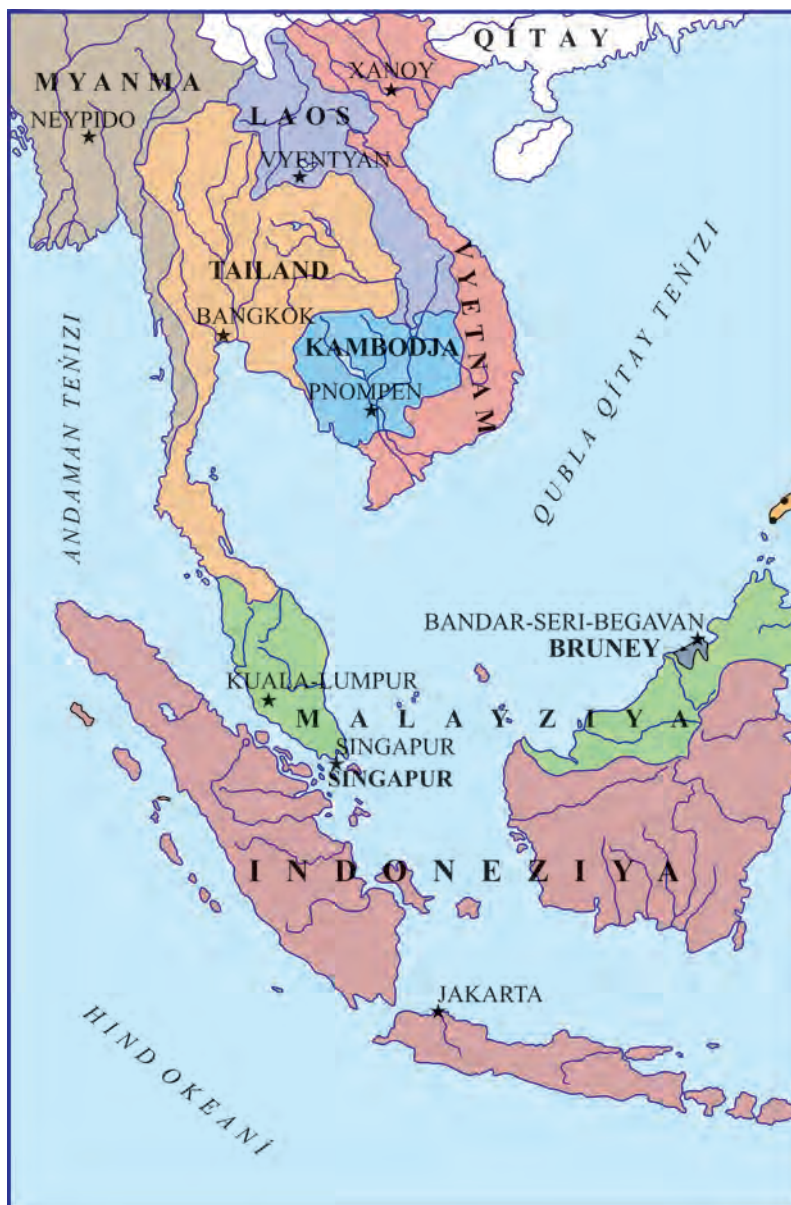 QÍTAY
XANOY
MYANMA
LAOS
NEYPIDO
VYENTYAN
VYETNAM
TAILAND
BANGKOK
KAMBODJA
PNOMPEN
ANDAMAN TEŃIZI
QUBLA QÍTAY TEŃIZI
BANDAR-SERI-BEGAVAN
BRUNEY
KUALA-LUMPUR
MALAYZIYA
SINGAPUR
SINGAPUR
INDONEZIYA
JAKARTA
HIND OKEANÍ